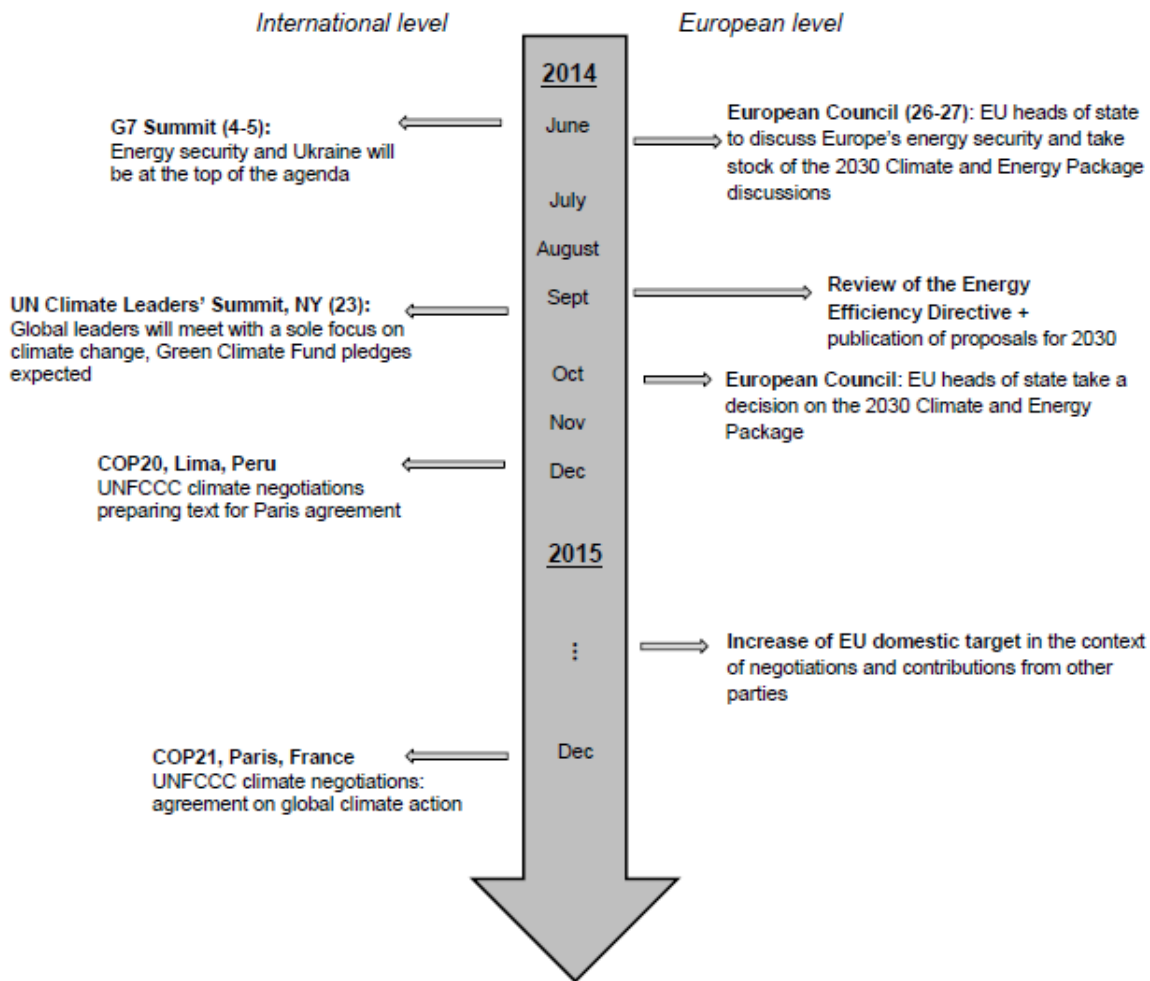 International level
European level
2014
June
G7 Summit (4-5):
Energy security and Ukraine will
be at the top of the agenda
European Council (26-27): EU heads of state
to discuss Europe's energy security and take
stock of the 2030 Climate and Energy Package
discussions
July
August
Sept
UN Climate Leaders' Summit, NY (23):
Global leaders will meet with a sole focus on
climate change, Green Climate Fund pledges
expected
Review of the Energy
Efficiency Directive +
publication of proposals for 2030
Oct
European Council: EU heads of state take a
decision on the 2030 Climate and Energy
Package
Nov
Dec
COP20, Lima, Peru
UNFCCC climate negotiations
preparing text for Paris agreement
2015
⋮
Increase of EU domestic target in the context
of negotiations and contributions from other
parties
Dec
COP21, Paris, France
UNFCCC climate negotiations:
agreement on global climate action